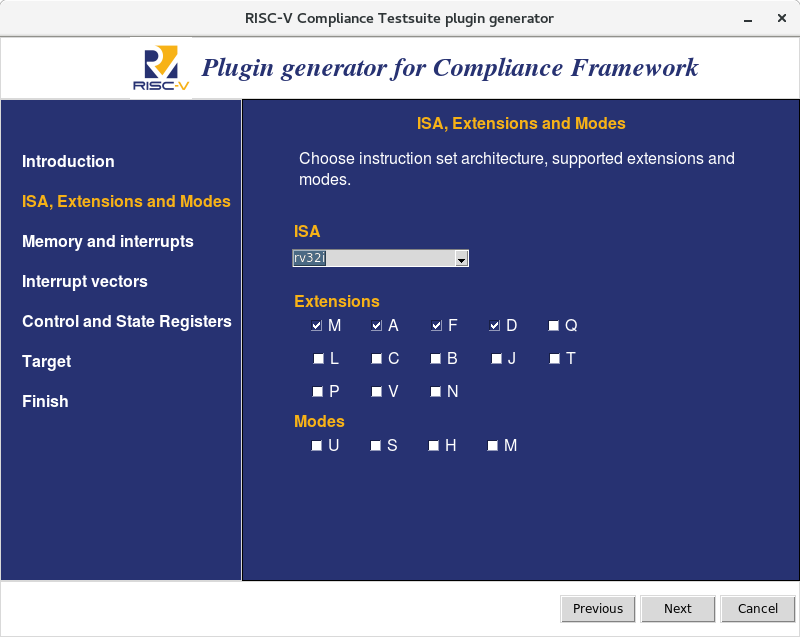 RISC-V Compliance Testsuite plugin generator
RISC-V
Plugin generator for Compliance Framework
Introduction
ISA, Extensions and Modes
Memory and interrupts
Interrupt vectors
Control and State Registers
Target
Finish
ISA, Extensions and Modes
Choose instruction set architecture, supported extensions and
modes.
ISA
rv32i
Extensions
M A F D Q
L C B J T
P V N
Modes
U S H M
Previous Next Cancel